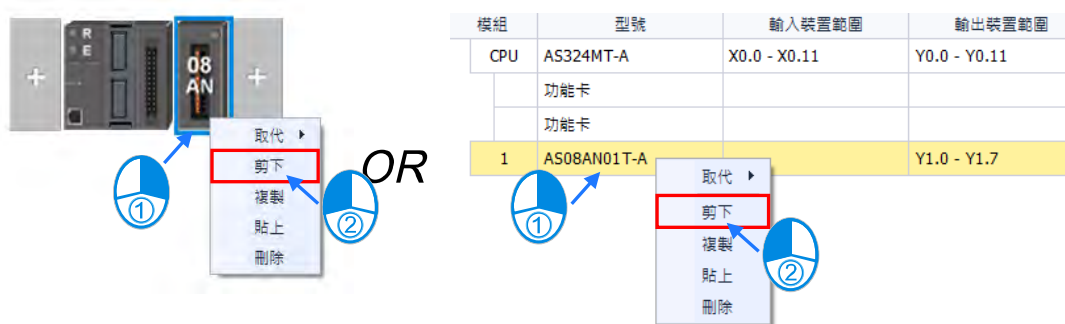 R
E
08
AN
+
+
取代
剪下
複製
貼上
刪除
①
②
OR
模組 型號 輸入裝置範圍 輸出裝置範圍
CPU AS324MT-A X0.0 - X0.11 Y0.0 - Y0.11
功能卡
功能卡
1 AS08AN01T-A Y1.0 - Y1.7
取代
剪下
複製
貼上
刪除
①
②